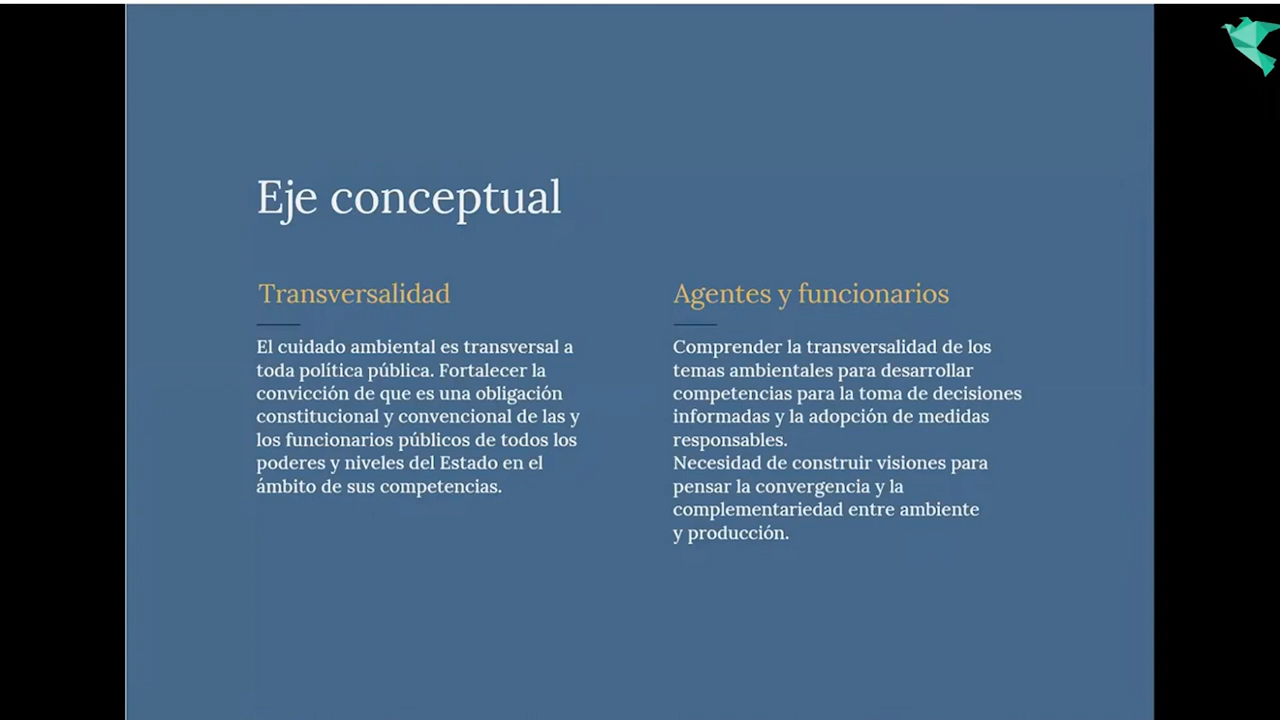 Eje conceptual
Transversalidad
El cuidado ambiental es transversal a
toda política pública. Fortalecer la
convicción de que es una obligación
constitucional y convencional de las y
los funcionarios públicos de todos los
poderes y niveles del Estado en el
ámbito de sus competencias.
Agentes y funcionarios
Comprender la transversalidad de los
temas ambientales para desarrollar
competencias para la toma de decisiones
informadas y la adopción de medidas
responsables.
Necesidad de construir visiones para
pensar la convergencia y la
complementariedad entre ambiente
y producción.